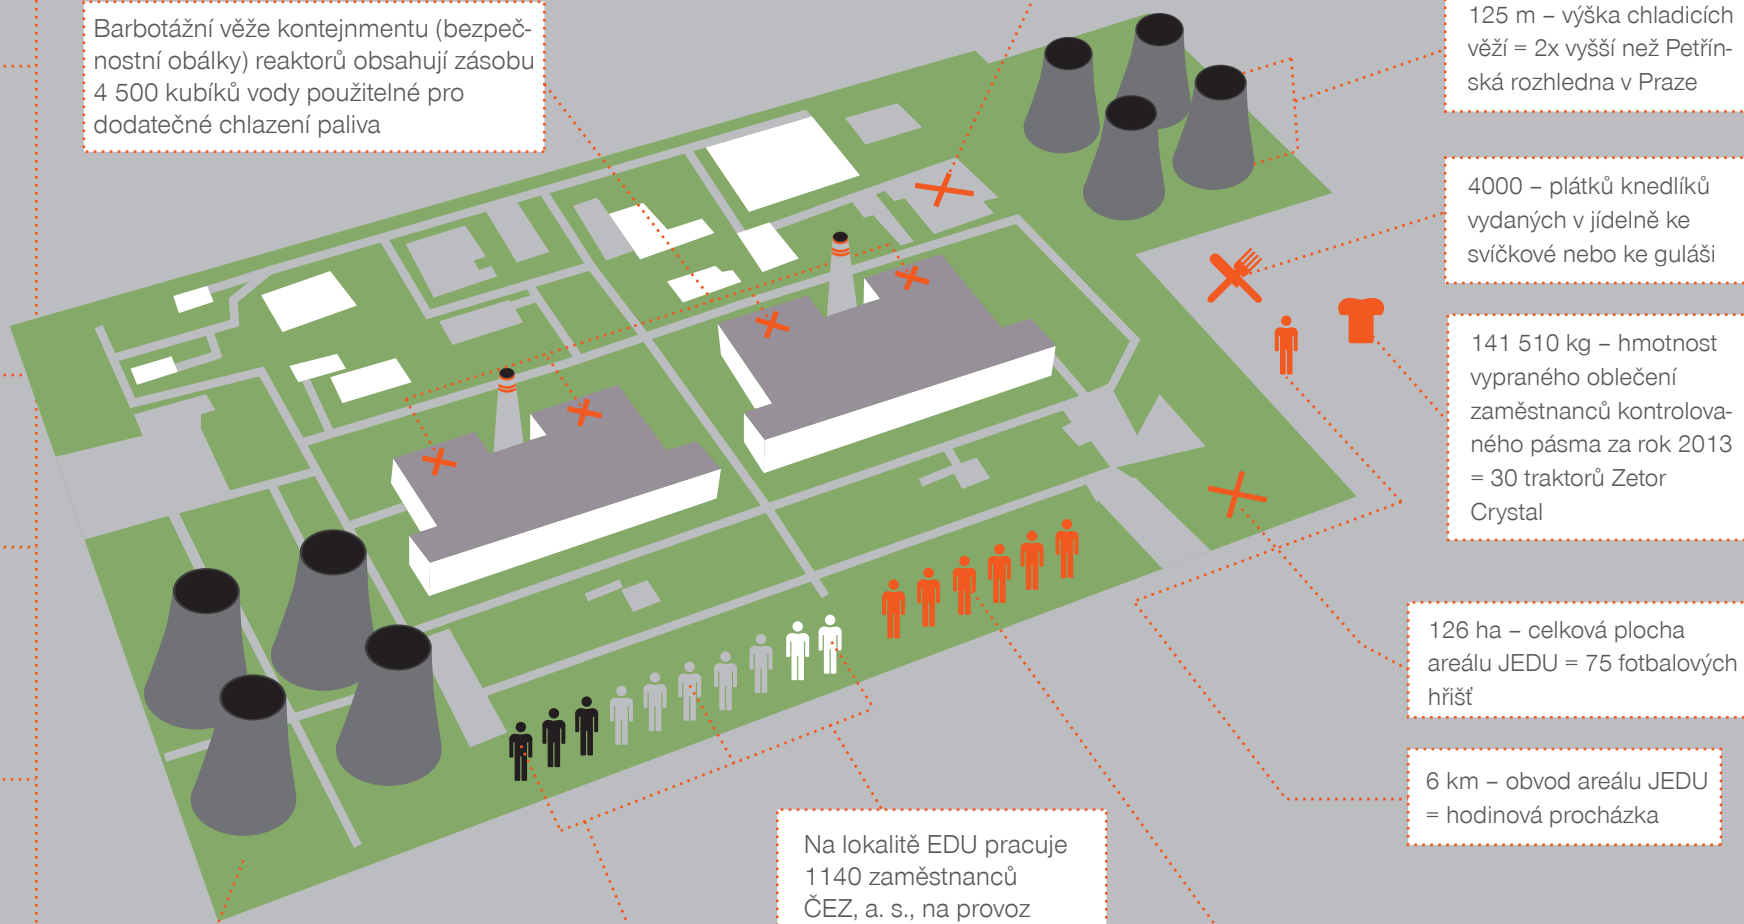 Barbotážní věže kontejnmentu (bezpeč-
nostní obálky) reaktorů obsahují zásobu
4 500 kubíků vody použitelné pro
dodatečné chlazení paliva
125 m – výška chladicích
věží = 2x vyšší než Petřín-
ská rozhledna v Praze
4000 – plátků knedlíků
vydaných v jídelně ke
svíčkové nebo ke guláši
141 510 kg – hmotnost
vypraného oblečení
zaměstnanců kontrolova-
ného pásma za rok 2013
= 30 traktorů Zetor
Crystal
126 ha – celková plocha
areálu JEDU = 75 fotbalových
hřišť
6 km – obvod areálu JEDU
= hodinová procházka
Na lokalitě EDU pracuje
1140 zaměstnanců
ČEZ, a. s., na provoz